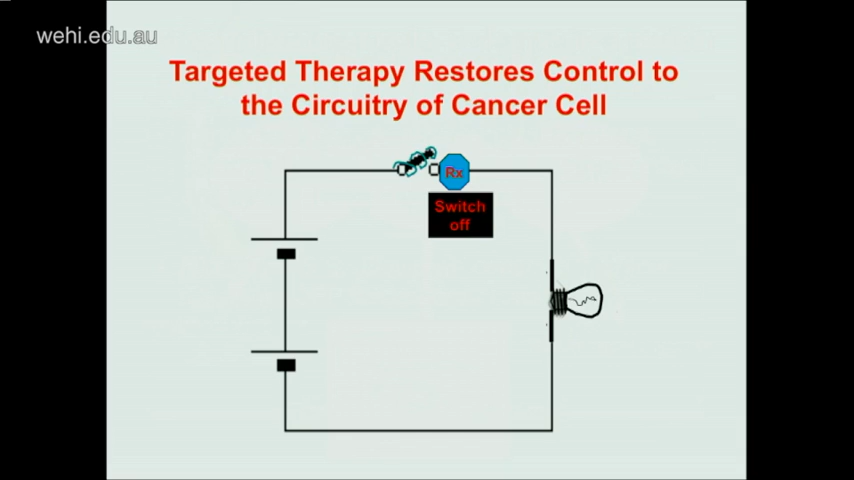 wehi.edu.au
Targeted Therapy Restores Control to
the Circuitry of Cancer Cell
Rx
Switch
off